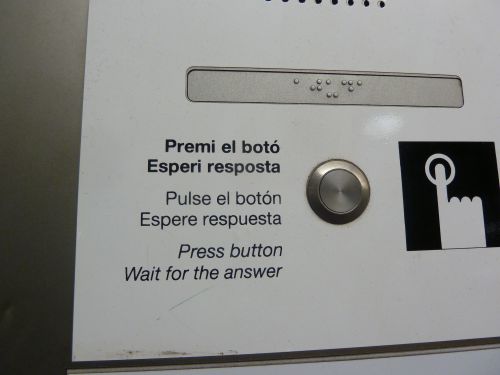 Premi el botó
Esperi resposta
Pulse el botón
Espere respuesta
Press button
Wait for the answer